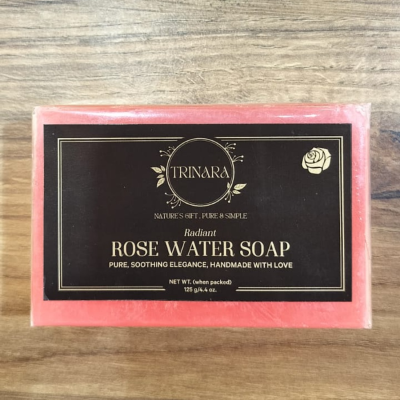 TRINARA
NATURE'S GIFT, PURE & SIMPLE
Radiant
ROSE WATER SOAP
PURE, SOOTHING ELEGANCE, HANDMADE WITH LOVE
NET WT. (when packed):
125 g/4.4 oz.